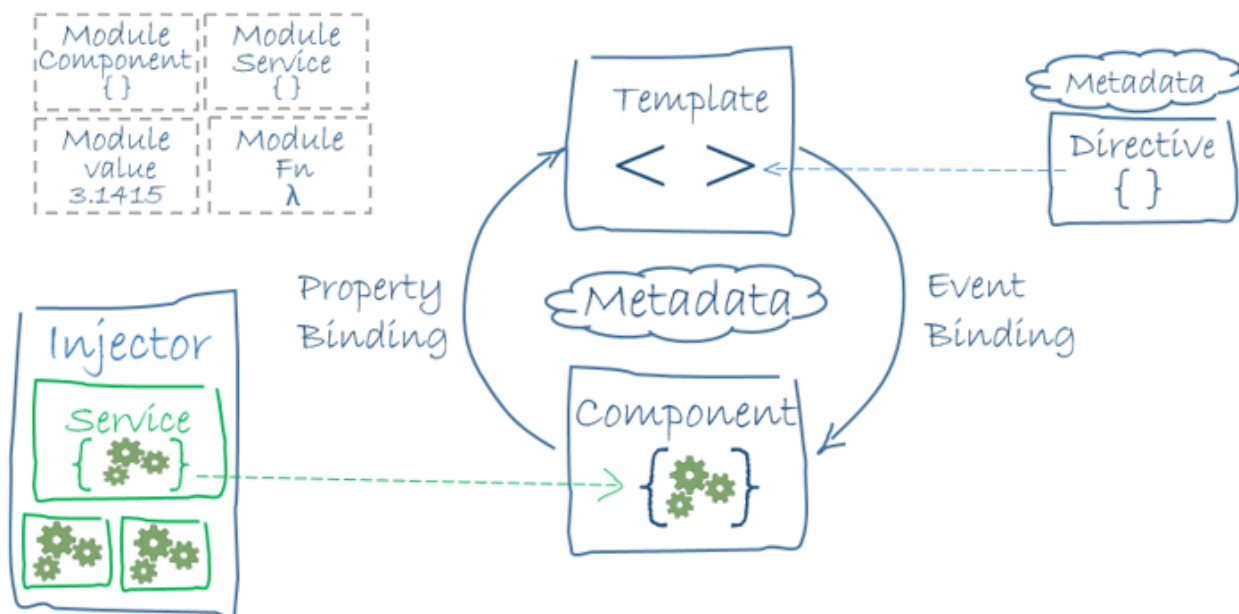 Module
Component
{ }
Module
Service
{ }
Module
value
3.1415
Module
Fn
λ
Template
< >
Metadata
Directive
{ }
Property
Binding
Metadata
Event
Binding
Injector
Service
{ }
Component
{ }